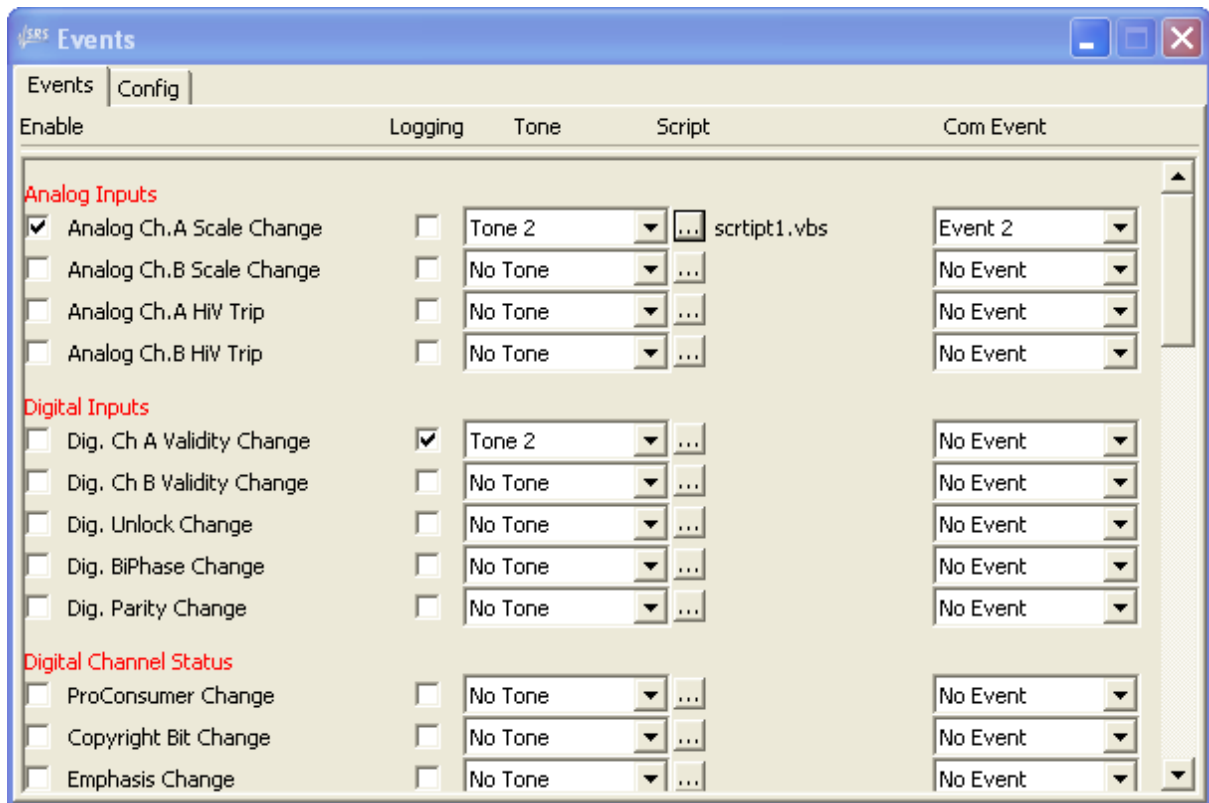 SRS Events
Events Config
Enable Logging Tone Script Com Event
Analog Inputs
Analog Ch.A Scale Change Tone 2 ... scrtipt1.vbs Event 2
Analog Ch.B Scale Change No Tone ... No Event
Analog Ch.A HiV Trip No Tone ... No Event
Analog Ch.B HiV Trip No Tone ... No Event
Digital Inputs
Dig. Ch A Validity Change Tone 2 ... No Event
Dig. Ch B Validity Change No Tone ... No Event
Dig. Unlock Change No Tone ... No Event
Dig. BiPhase Change No Tone ... No Event
Dig. Parity Change No Tone ... No Event
Digital Channel Status
ProConsumer Change No Tone ... No Event
Copyright Bit Change No Tone ... No Event
Emphasis Change No Tone ... No Event